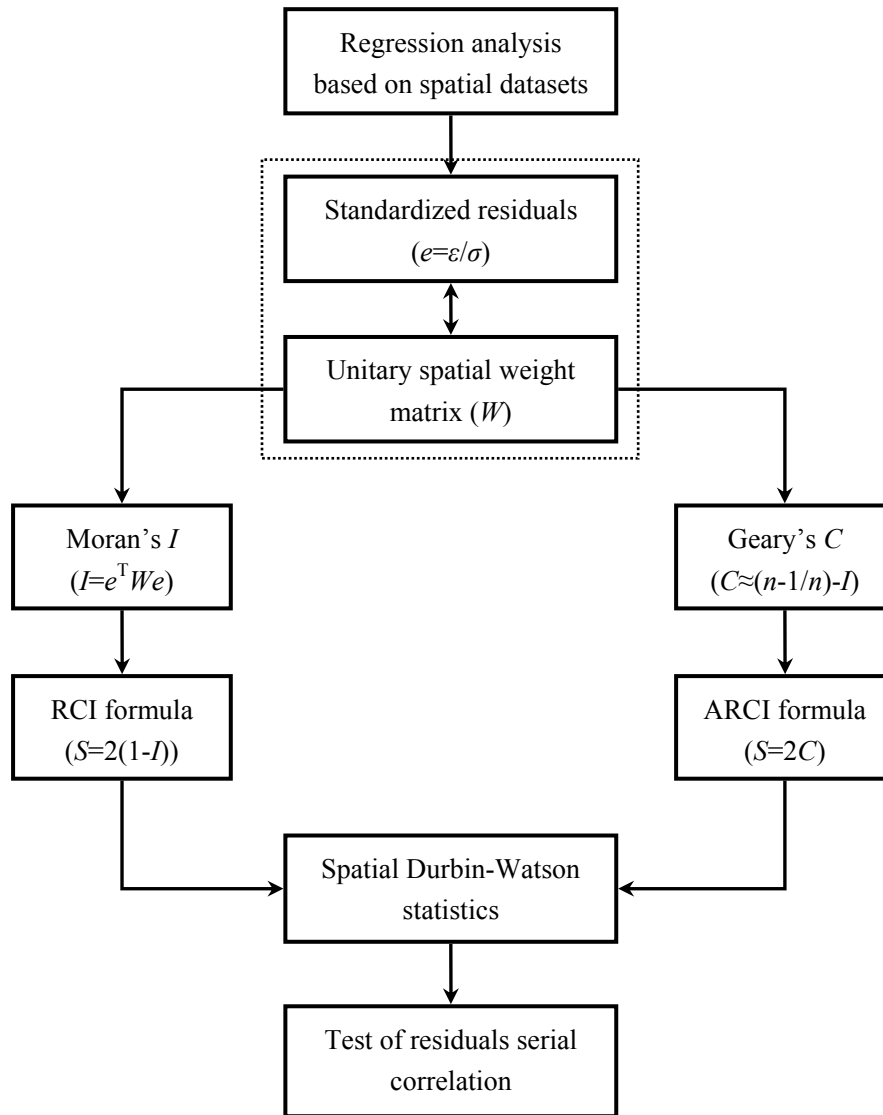 Regression analysis
based on spatial datasets
Standardized residuals
(e=ε/σ)
Unitary spatial weight
matrix (W)
Moran’s I
(I=eᵀWe)
Geary’s C
(C≈(n-1/n)-I)
RCI formula
(S=2(1-I))
ARCI formula
(S=2C)
Spatial Durbin-Watson
statistics
Test of residuals serial
correlation